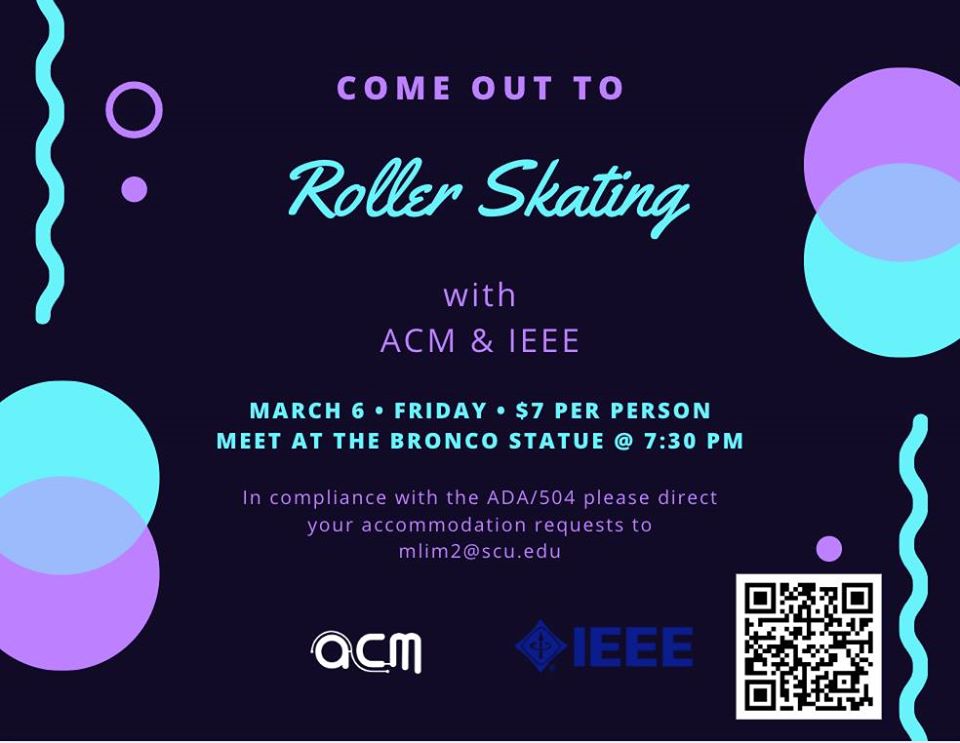 COME OUT TO
Roller Skating
with
ACM & IEEE
MARCH 6 • FRIDAY • $7 PER PERSON
MEET AT THE BRONCO STATUE @ 7:30 PM
In compliance with the ADA/504 please direct
your accommodation requests to
mlim2@scu.edu
acm
IEEE